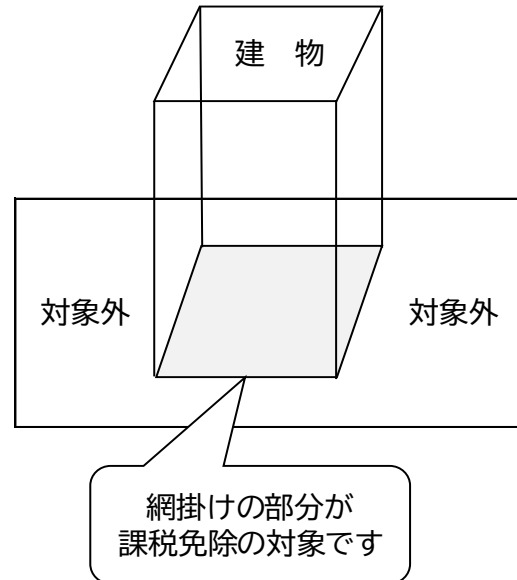 建　物
対象外
対象外
網掛けの部分が
課税免除の対象です